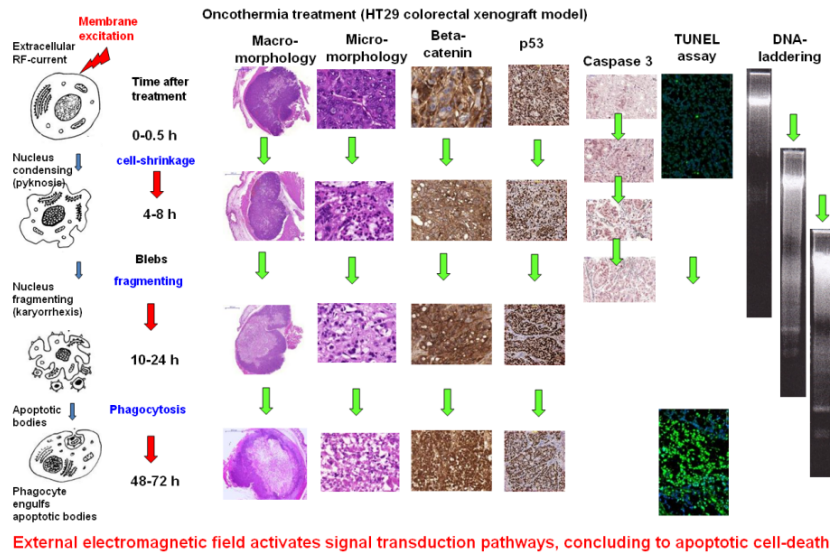 Oncothermia treatment (HT29 colorectal xenograft model)
Membrane
excitation
Extracellular
RF-current
Time after
treatment
0-0.5 h
Nucleus
condensing
(pyknosis)
cell-shrinkage
4-8 h
Blebs
fragmenting
Nucleus
fragmenting
(karyorrhexis)
10-24 h
Apoptotic
bodies
Phagocytosis
48-72 h
Phagocyte
engulfs
apoptotic bodies
Macro-
morphology
Micro-
morphology
Beta-
catenin
p53
Caspase 3
TUNEL
assay
DNA-
laddering
External electromagnetic field activates signal transduction pathways, concluding to apoptotic cell-death